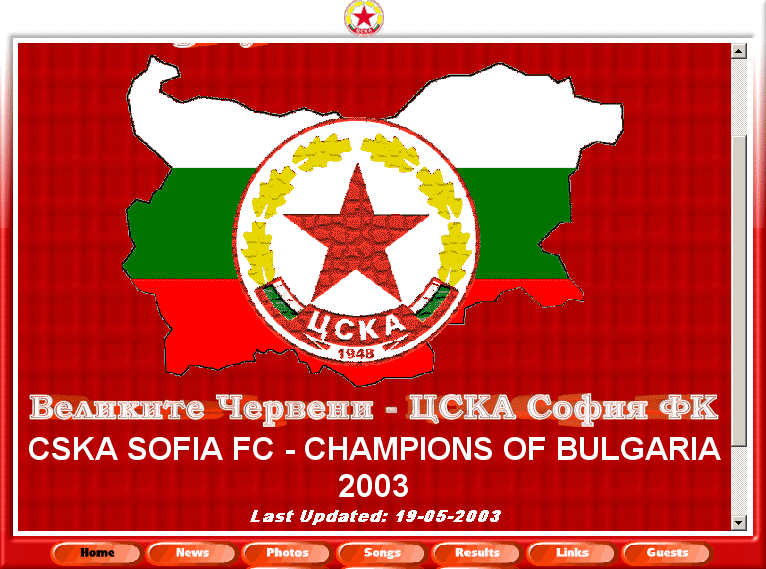 ЦСКА
ЦСКА
1948
Великите Червени - ЦСКА София ФК
CSKA SOFIA FC - CHAMPIONS OF BULGARIA
2003
Last Updated: 19-05-2003
Home News Photos Songs Results Links Guests